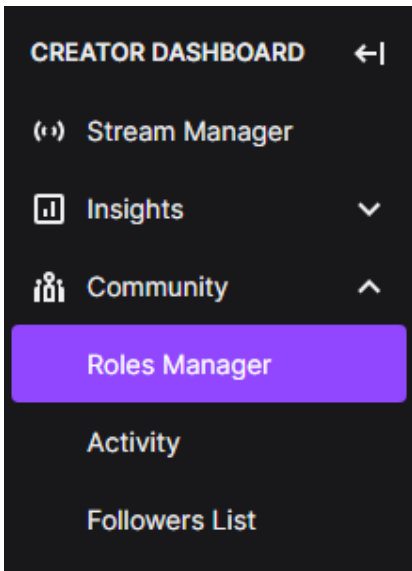 CREATOR DASHBOARD
Stream Manager
Insights
Community
Roles Manager
Activity
Followers List